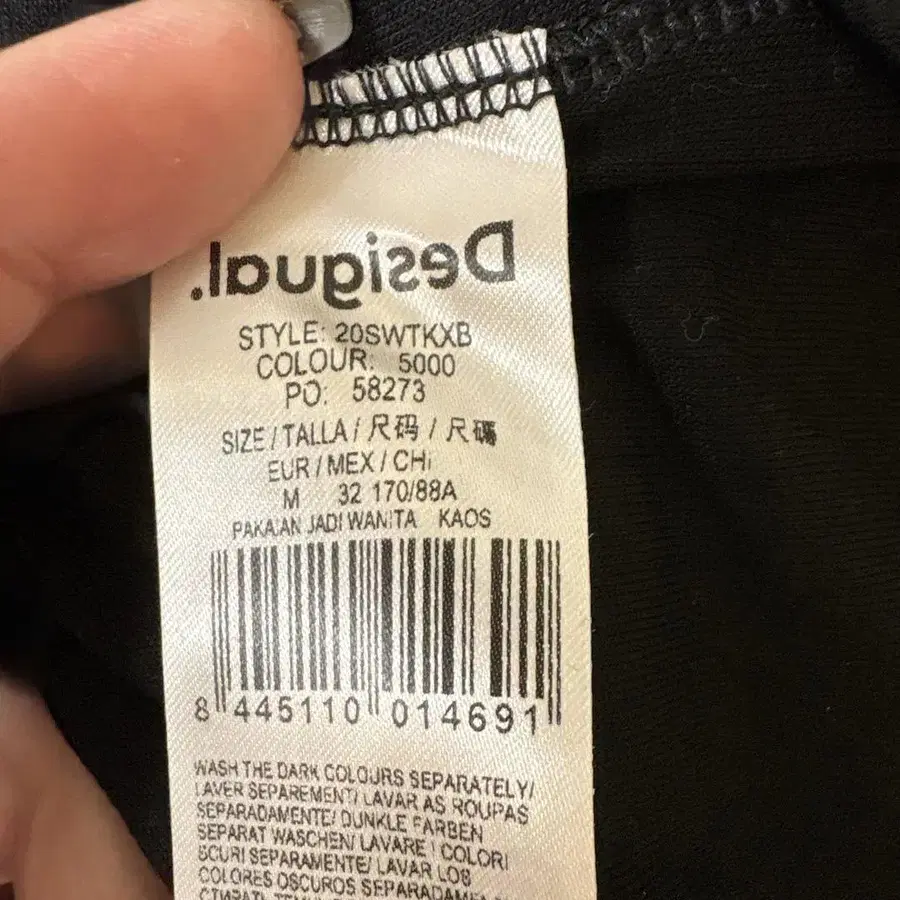 Desigual.
STYLE: 20SWTKXB
COLOUR: 5000
PO: 58273
SIZE / TALLA / 尺码 / 尺碼
EUR / MEX / CHI
M 32 170/88A
PAKAIAN JADI WANITA KAOS
8 445110 014691
WASH THE DARK COLOURS SEPARATELY/
LAVER SEPAREMENT/ LAVAR AS ROUPAS
SEPARADAMENTE/ DUNKLE FARBEN
SEPARAT WASCHEN/ LAVARE I COLORI
SCURI SEPARAMENTE/ LAVAR LOS
COLORES OSCUROS